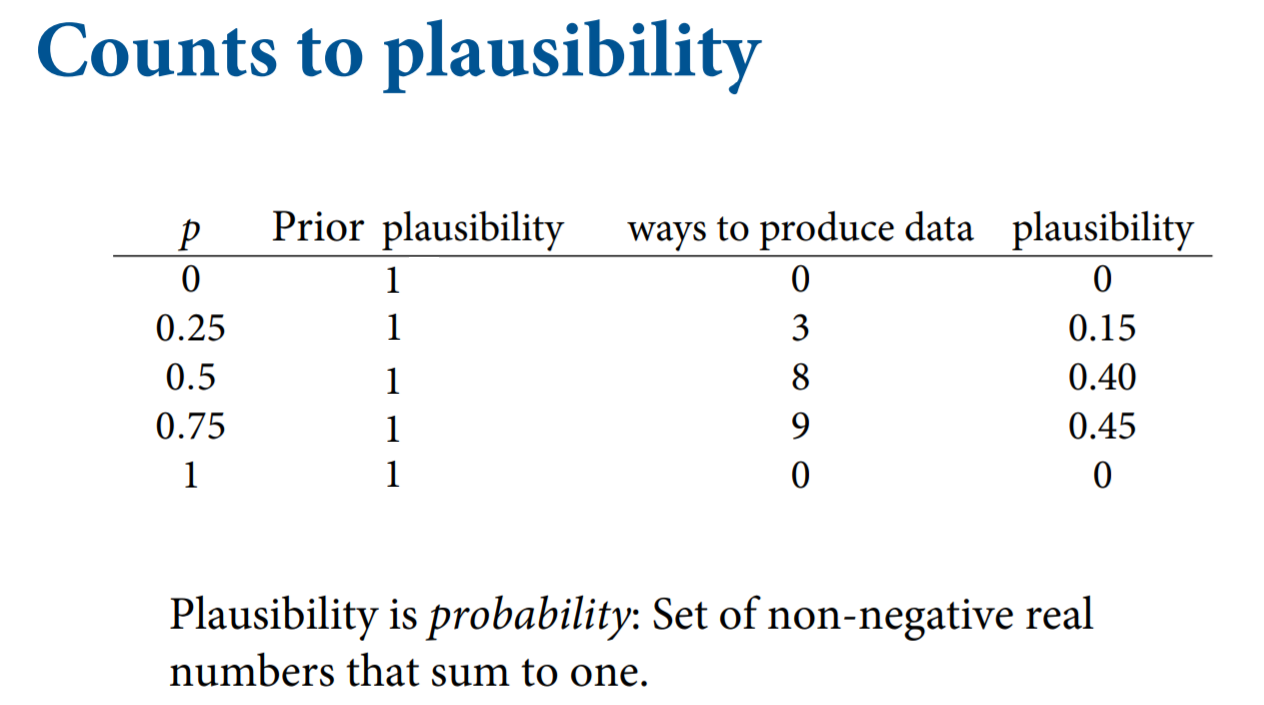 Counts to plausibility
p Prior plausibility ways to produce data plausibility
0 1 0 0
0.25 1 3 0.15
0.5 1 8 0.40
0.75 1 9 0.45
1 1 0 0
Plausibility is probability: Set of non-negative real
numbers that sum to one.